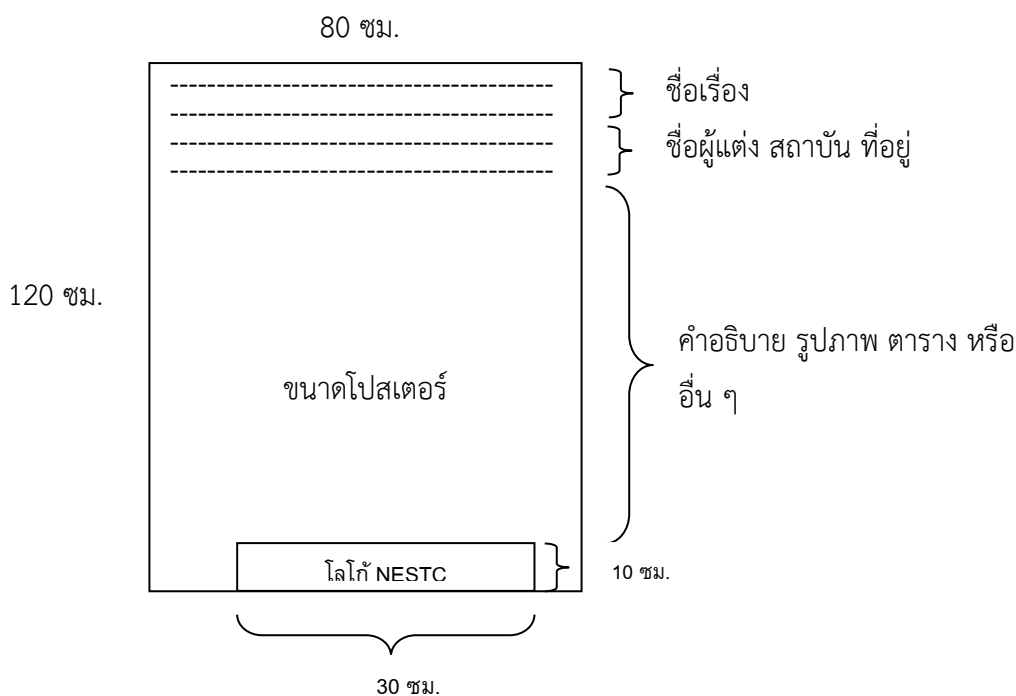 80 ซม.
ชื่อเรื่อง
ชื่อผู้แต่ง สถาบัน ที่อยู่
120 ซม.
คำอธิบาย รูปภาพ ตาราง หรือ
อื่น ๆ
ขนาดโปสเตอร์
โลโก้ NESTC
10 ซม.
30 ซม.